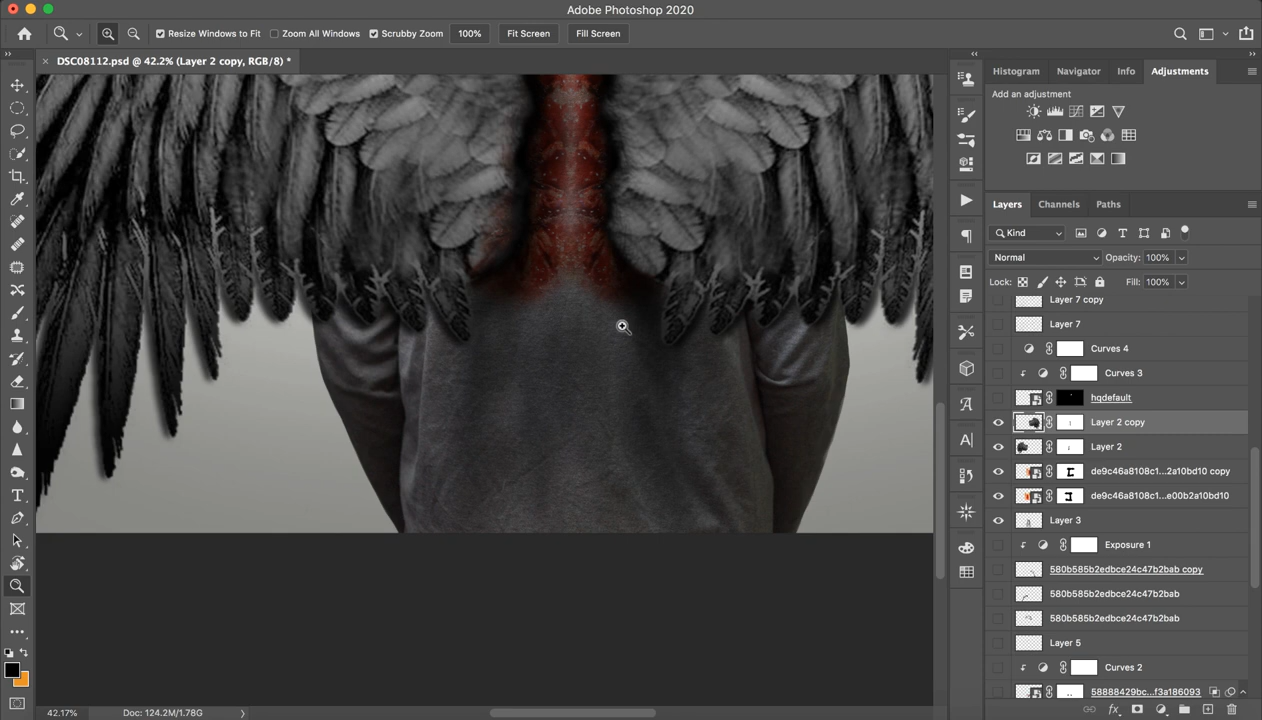 Adobe Photoshop 2020
Resize Windows to Fit Zoom All Windows Scrubby Zoom 100% Fit Screen Fill Screen
DSC08112.psd @ 42.2% (Layer 2 copy, RGB/8) *
Histogram Navigator Info Adjustments
Add an adjustment
Layers Channels Paths
Kind
Normal Opacity: 100%
Lock: Fill: 100%
Layer 7 copy
Layer 7
Curves 4
Curves 3
hqdefault
Layer 2 copy
Layer 2
de9c46a8108c1...2a10bd10 copy
de9c46a8108c1...e00b2a10bd10
Layer 3
Exposure 1
580b585b2edbce24c47b2bab copy
580b585b2edbce24c47b2bab
580b585b2edbce24c47b2bab
Layer 5
Curves 2
58888429bc...f3a186093
42.17% Doc: 124.2M/1.78G